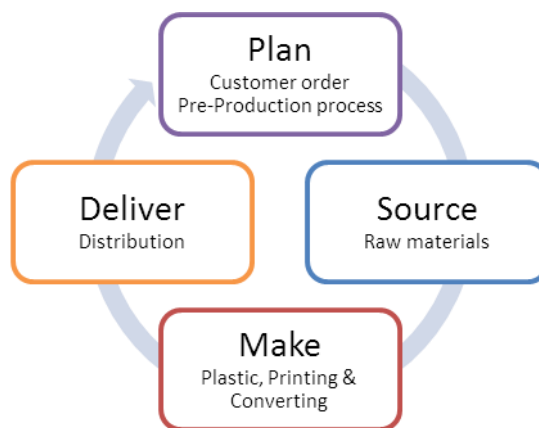 Plan
Customer order
Pre-Production process
Deliver
Distribution
Source
Raw materials
Make
Plastic, Printing &
Converting